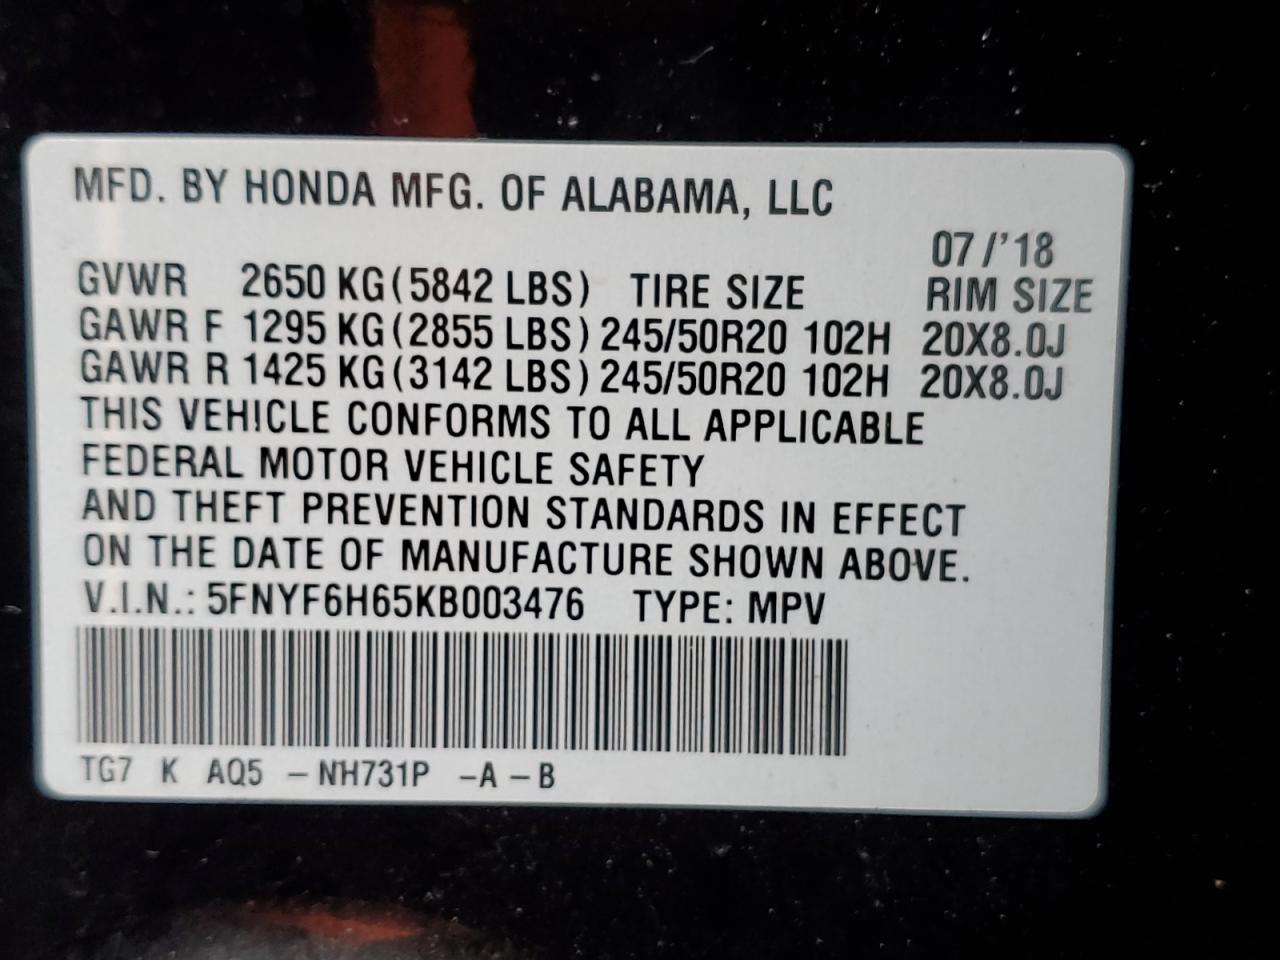 MFD. BY HONDA MFG. OF ALABAMA, LLC
07/'18
GVWR 2650 KG(5842 LBS) TIRE SIZE RIM SIZE
GAWR F 1295 KG(2855 LBS) 245/50R20 102H 20X8.0J
GAWR R 1425 KG(3142 LBS) 245/50R20 102H 20X8.0J
THIS VEHICLE CONFORMS TO ALL APPLICABLE
FEDERAL MOTOR VEHICLE SAFETY
AND THEFT PREVENTION STANDARDS IN EFFECT
ON THE DATE OF MANUFACTURE SHOWN ABOVE.
V.I.N.: 5FNYF6H65KB003476 TYPE: MPV
TG7 K AQ5 -NH731P -A-B